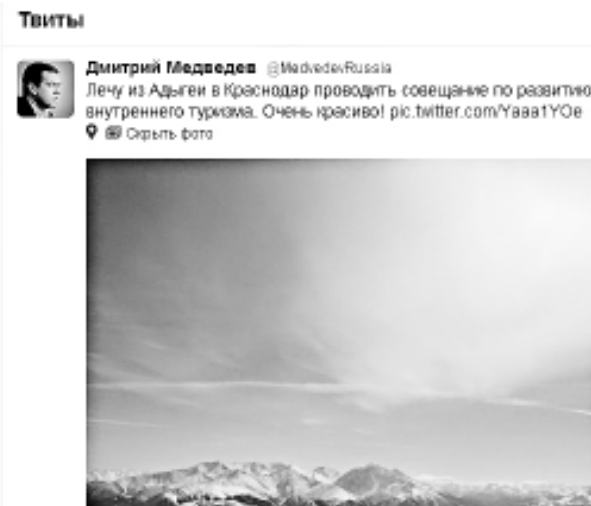 Твиты
Дмитрий Медведев @MedvedevRussia
Лечу из Адыгеи в Краснодар проводить совещание по развитию
внутреннего туризма. Очень красиво! pic.twitter.com/Yaaa1YOe
Скрыть фото